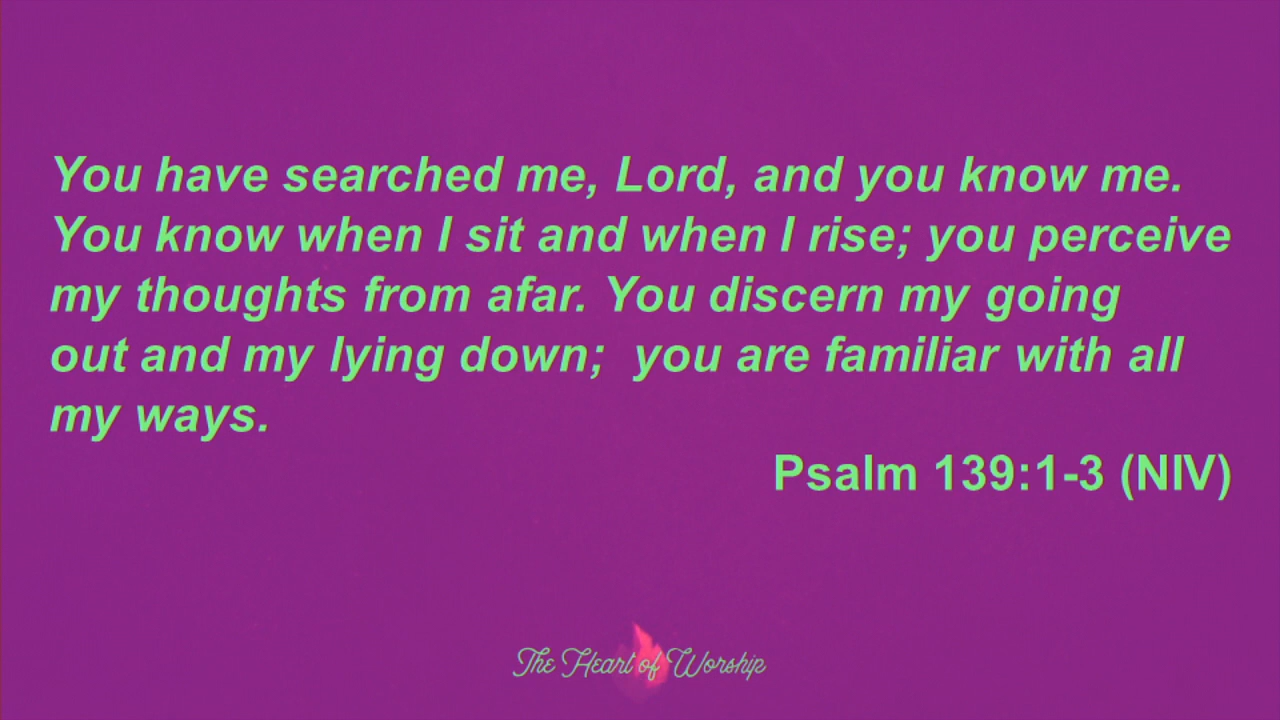 You have searched me, Lord, and you know me.
You know when I sit and when I rise; you perceive
my thoughts from afar. You discern my going
out and my lying down;  you are familiar with all
my ways.
Psalm 139:1-3 (NIV)
The Heart of Worship